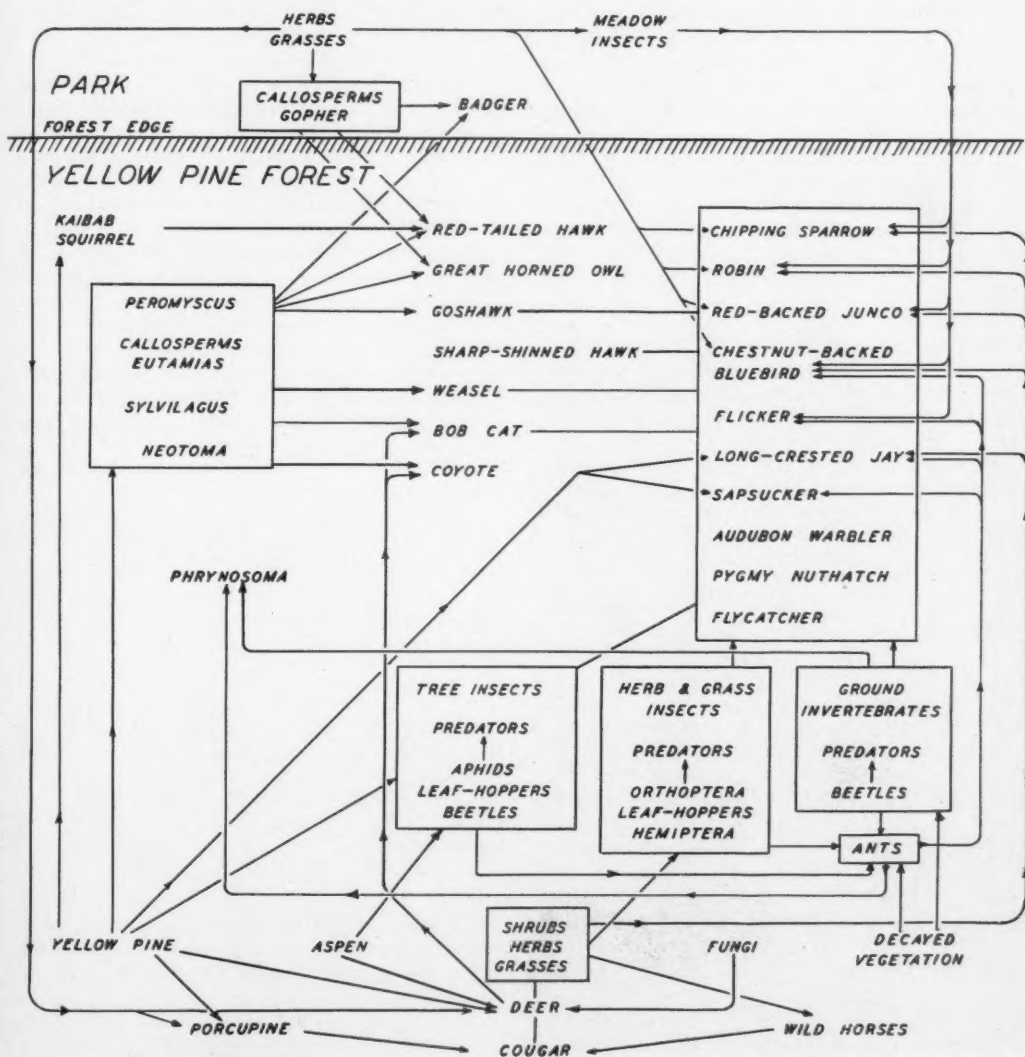 HERBS
GRASSES
MEADOW
INSECTS
PARK
CALLOSPERMS
GOPHER
BADGER
FOREST EDGE
YELLOW PINE FOREST
KAIBAB
SQUIRREL
RED-TAILED HAWK
CHIPPING SPARROW
GREAT HORNED OWL
ROBIN
PEROMYSCUS
GOSHAWK
RED-BACKED JUNCO
CALLOSPERMS
EUTAMIAS
SHARP-SHINNED HAWK
CHESTNUT-BACKED
BLUEBIRD
WEASEL
SYLVILAGUS
FLICKER
BOB CAT
NEOTOMA
LONG-CRESTED JAY
COYOTE
SAPSUCKER
AUDUBON WARBLER
PHRYNOSOMA
PYGMY NUTHATCH
FLYCATCHER
TREE INSECTS
PREDATORS
APHIDS
LEAF-HOPPERS
BEETLES
HERB & GRASS
INSECTS
PREDATORS
ORTHOPTERA
LEAF-HOPPERS
HEMIPTERA
GROUND
INVERTEBRATES
PREDATORS
BEETLES
ANTS
YELLOW PINE
ASPEN
SHRUBS
HERBS
GRASSES
FUNGI
DECAYED
VEGETATION
DEER
PORCUPINE
WILD HORSES
COUGAR